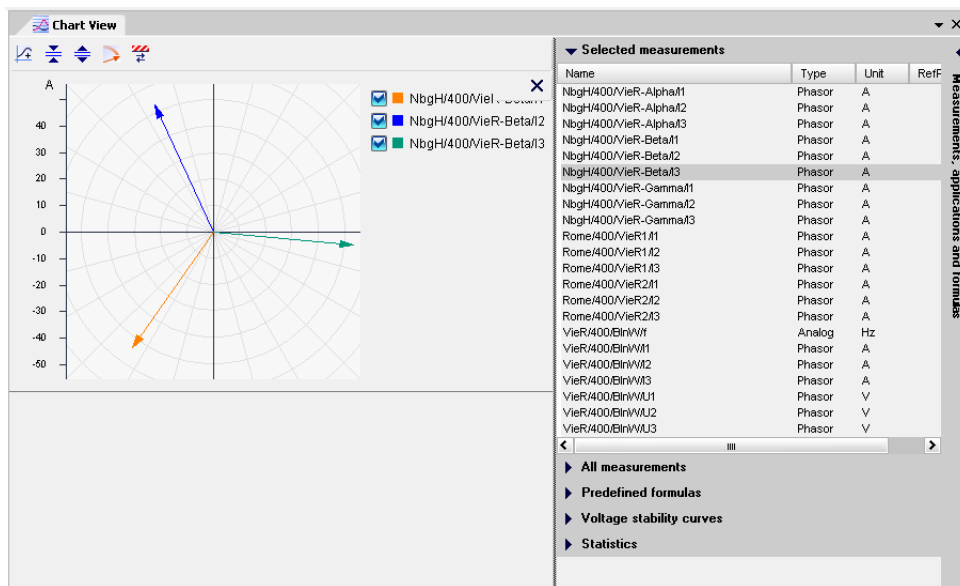 Chart View
A
40
30
20
10
0
-10
-20
-30
-40
-50
NbgH/400/VieR-Beta/I1
NbgH/400/VieR-Beta/I2
NbgH/400/VieR-Beta/I3
Selected measurements
Name Type Unit RefF
NbgH/400/VieR-Alpha/I1 Phasor A
NbgH/400/VieR-Alpha/I2 Phasor A
NbgH/400/VieR-Alpha/I3 Phasor A
NbgH/400/VieR-Beta/I1 Phasor A
NbgH/400/VieR-Beta/I2 Phasor A
NbgH/400/VieR-Beta/I3 Phasor A
NbgH/400/VieR-Gamma/I1 Phasor A
NbgH/400/VieR-Gamma/I2 Phasor A
NbgH/400/VieR-Gamma/I3 Phasor A
Rome/400/VieR1/I1 Phasor A
Rome/400/VieR1/I2 Phasor A
Rome/400/VieR1/I3 Phasor A
Rome/400/VieR2/I1 Phasor A
Rome/400/VieR2/I2 Phasor A
Rome/400/VieR2/I3 Phasor A
VieR/400/BlnW/f Analog Hz
VieR/400/BlnW/I1 Phasor A
VieR/400/BlnW/I2 Phasor A
VieR/400/BlnW/I3 Phasor A
VieR/400/BlnW/U1 Phasor V
VieR/400/BlnW/U2 Phasor V
VieR/400/BlnW/U3 Phasor V
All measurements
Predefined formulas
Voltage stability curves
Statistics
Measurements, applications and formulas